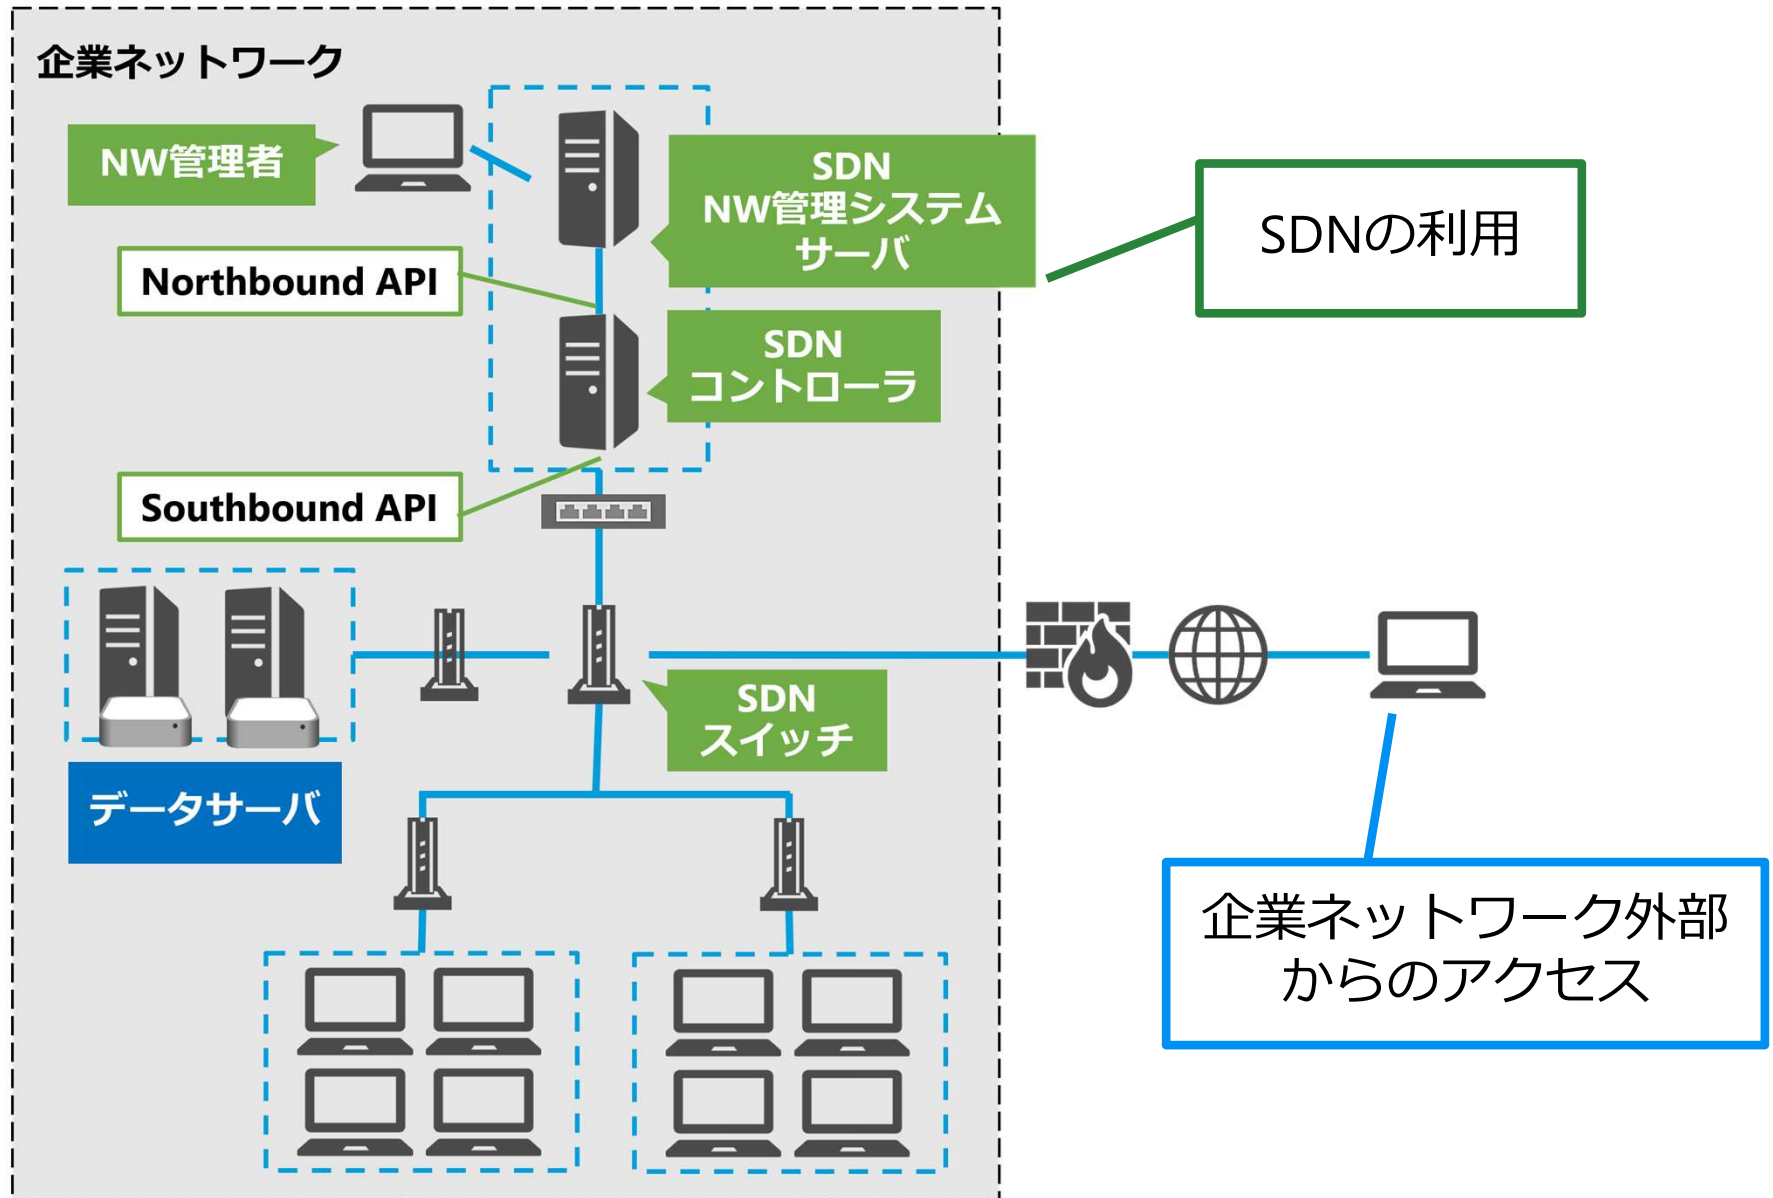 企業ネットワーク
NW管理者
SDN
NW管理システム
サーバ
SDNの利用
Northbound API
SDN
コントローラ
Southbound API
SDN
スイッチ
データサーバ
企業ネットワーク外部
からのアクセス